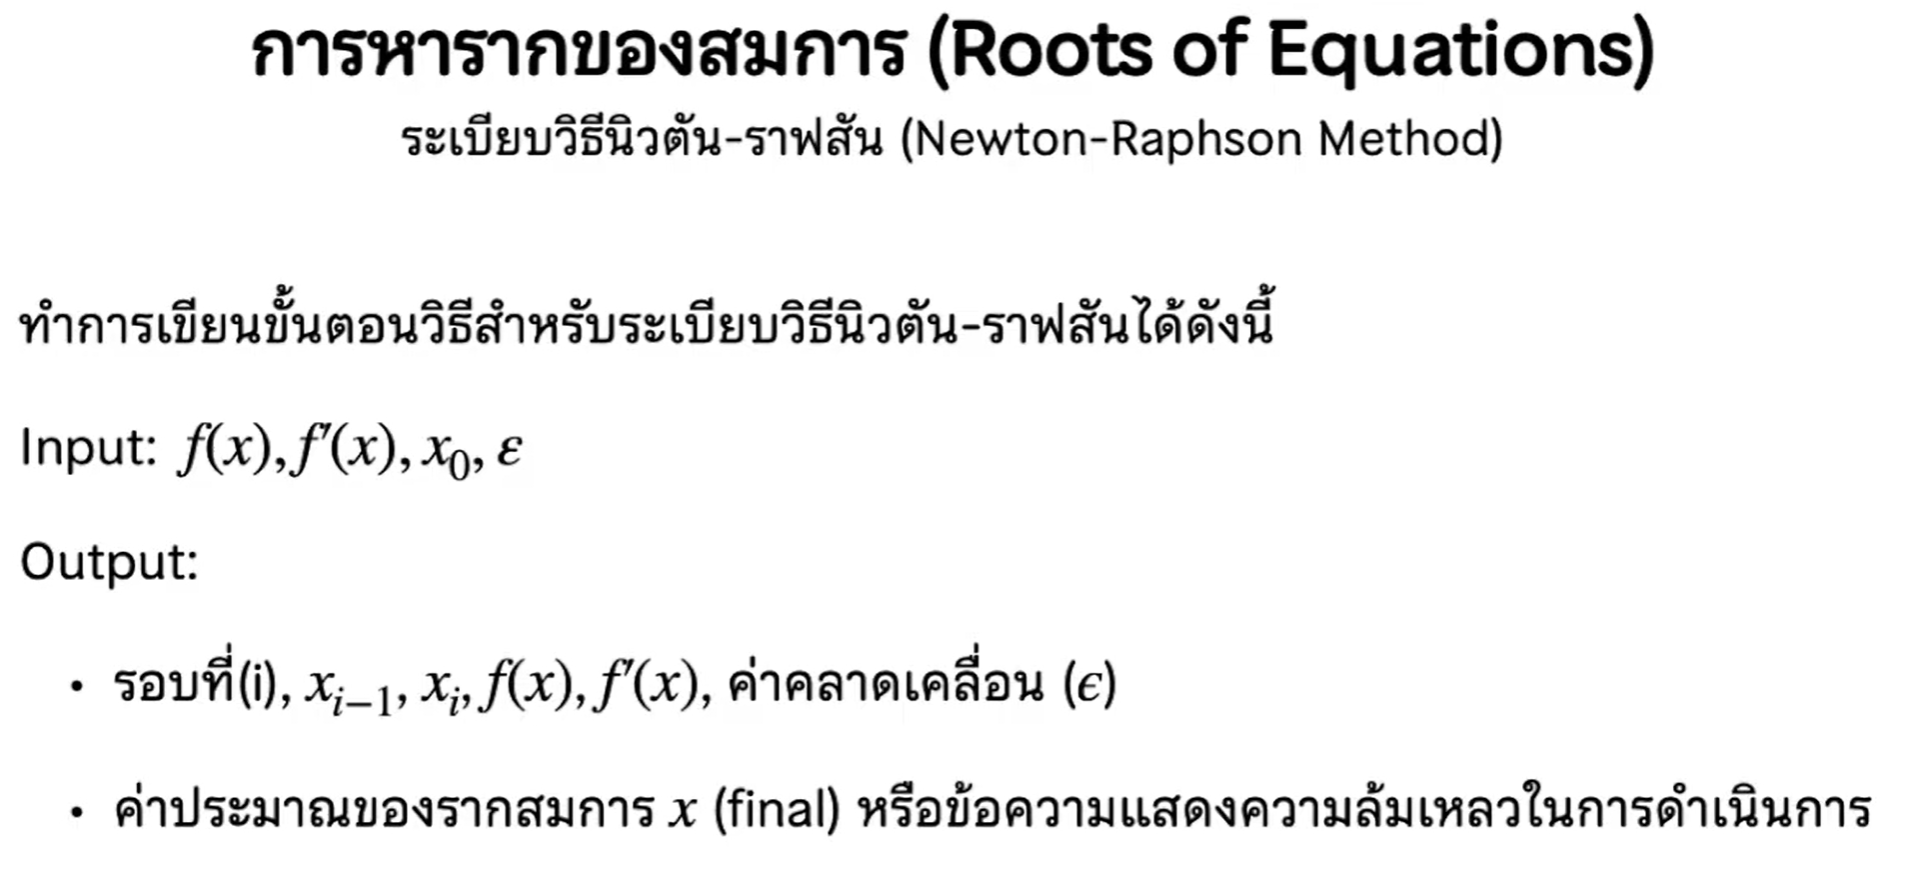 การหารากของสมการ (Roots of Equations)
ระเบียบวิธีนิวตัน-ราฟสัน (Newton-Raphson Method)
ทำการเขียนขั้นตอนวิธีสำหรับระเบียบวิธีนิวตัน-ราฟสันได้ดังนี้
Input: f(x), f′(x), x₀, ε
Output:
• รอบที่(i), xᵢ₋₁, xᵢ, f(x), f′(x), ค่าคลาดเคลื่อน (ϵ)
• ค่าประมาณของรากสมการ x (final) หรือข้อความแสดงความล้มเหลวในการดำเนินการ